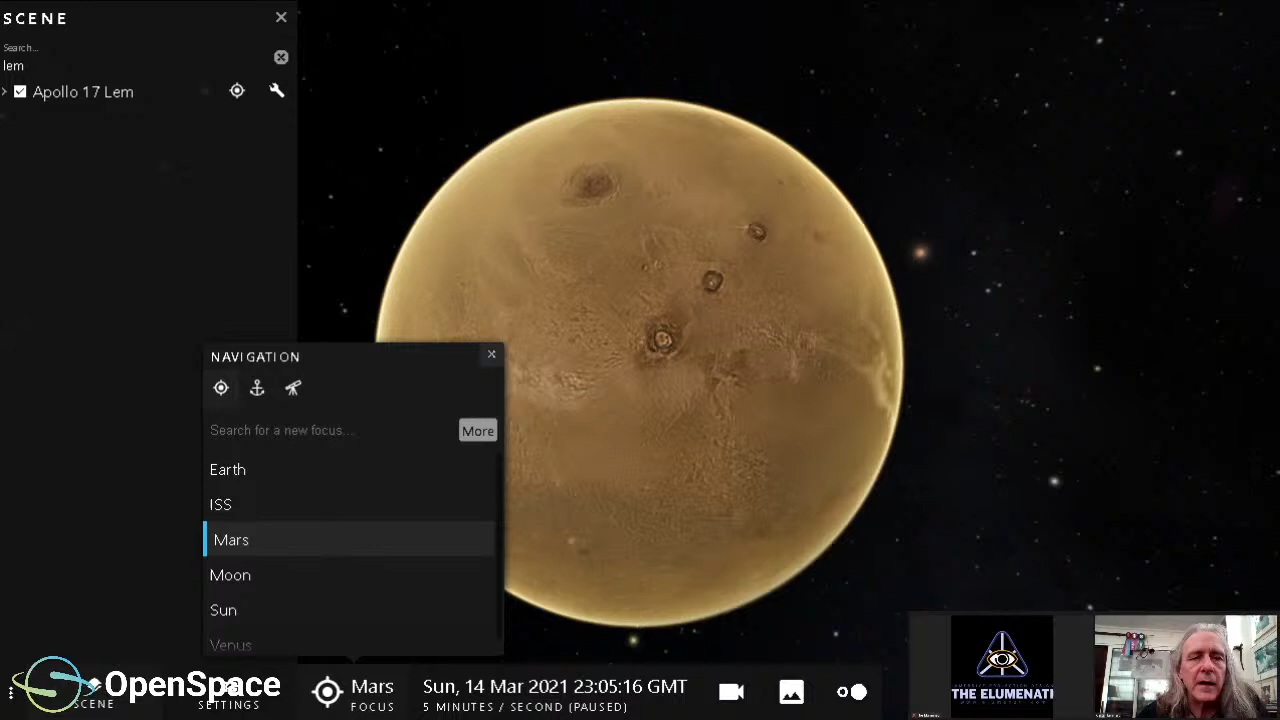 SCENE
Search...
lem
Apollo 17 Lem
NAVIGATION
Search for a new focus...
More
Earth
ISS
Mars
Moon
Sun
Venus
OpenSpace
SCENE
SETTINGS
Mars
FOCUS
Sun, 14 Mar 2021 23:05:16 GMT
5 MINUTES / SECOND (PAUSED)
THE ELUMENATI